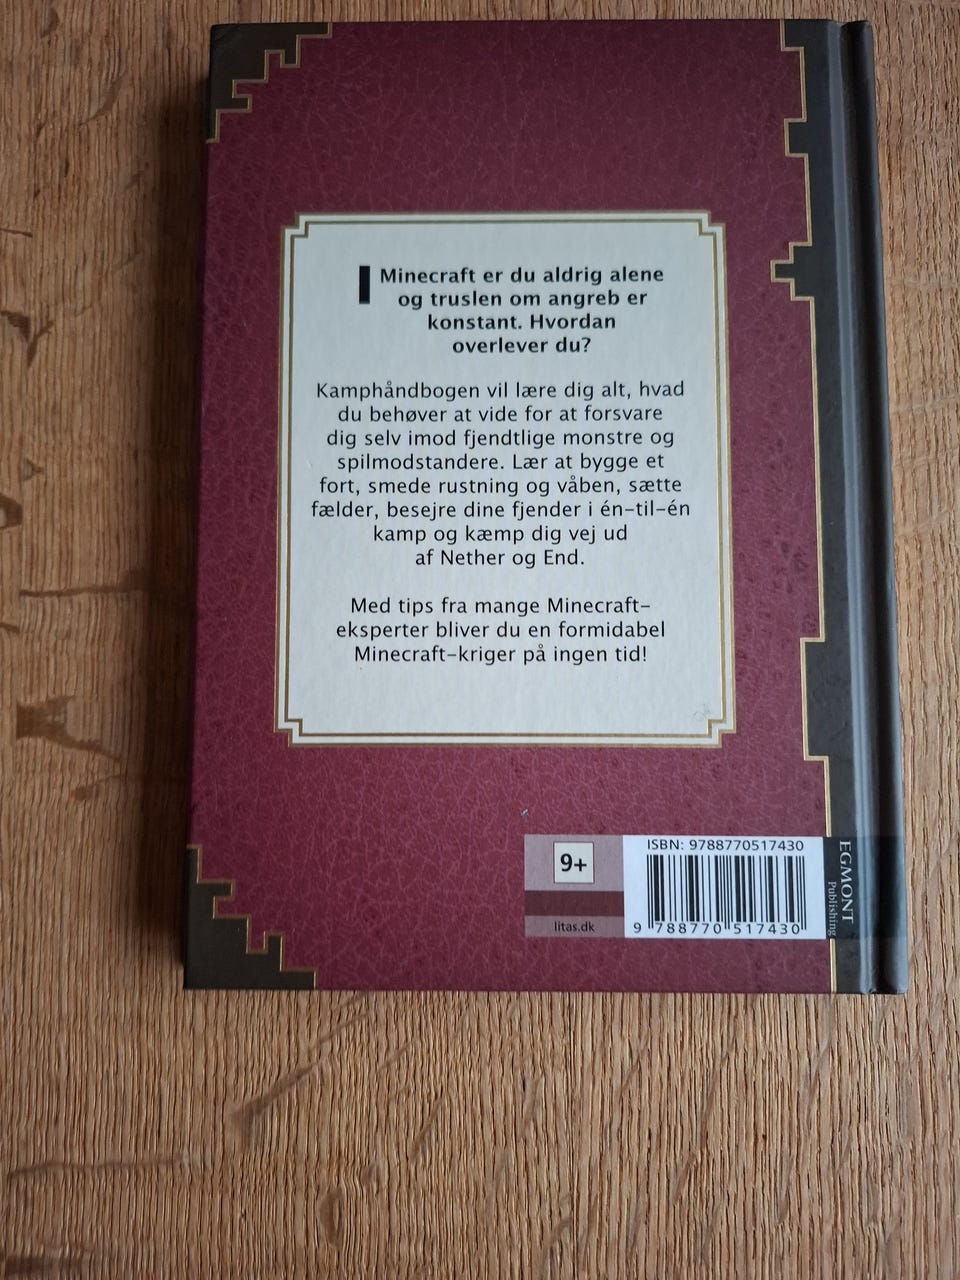 I Minecraft er du aldrig alene
og truslen om angreb er
konstant. Hvordan
overlever du?
Kamphåndbogen vil lære dig alt, hvad
du behøver at vide for at forsvare
dig selv imod fjendtlige monstre og
spilmodstandere. Lær at bygge et
fort, smede rustning og våben, sætte
fælder, besejre dine fjender i én-til-én
kamp og kæmp dig vej ud
af Nether og End.
Med tips fra mange Minecraft-
eksperter bliver du en formidabel
Minecraft-kriger på ingen tid!
9+
litas.dk
ISBN: 9788770517430
9 788770 517430
EGMONT
Publishing